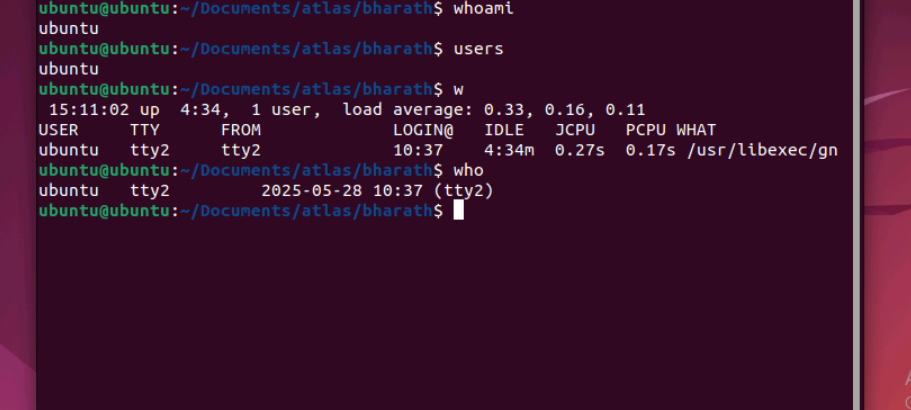 ubuntu@ubuntu:~/Documents/atlas/bharath$ whoami
ubuntu
ubuntu@ubuntu:~/Documents/atlas/bharath$ users
ubuntu
ubuntu@ubuntu:~/Documents/atlas/bharath$ w
 15:11:02 up  4:34,  1 user,  load average: 0.33, 0.16, 0.11
USER     TTY      FROM             LOGIN@   IDLE   JCPU   PCPU WHAT
ubuntu   tty2     tty2             10:37    4:34m  0.27s  0.17s /usr/libexec/gn
ubuntu@ubuntu:~/Documents/atlas/bharath$ who
ubuntu   tty2         2025-05-28 10:37 (tty2)
ubuntu@ubuntu:~/Documents/atlas/bharath$